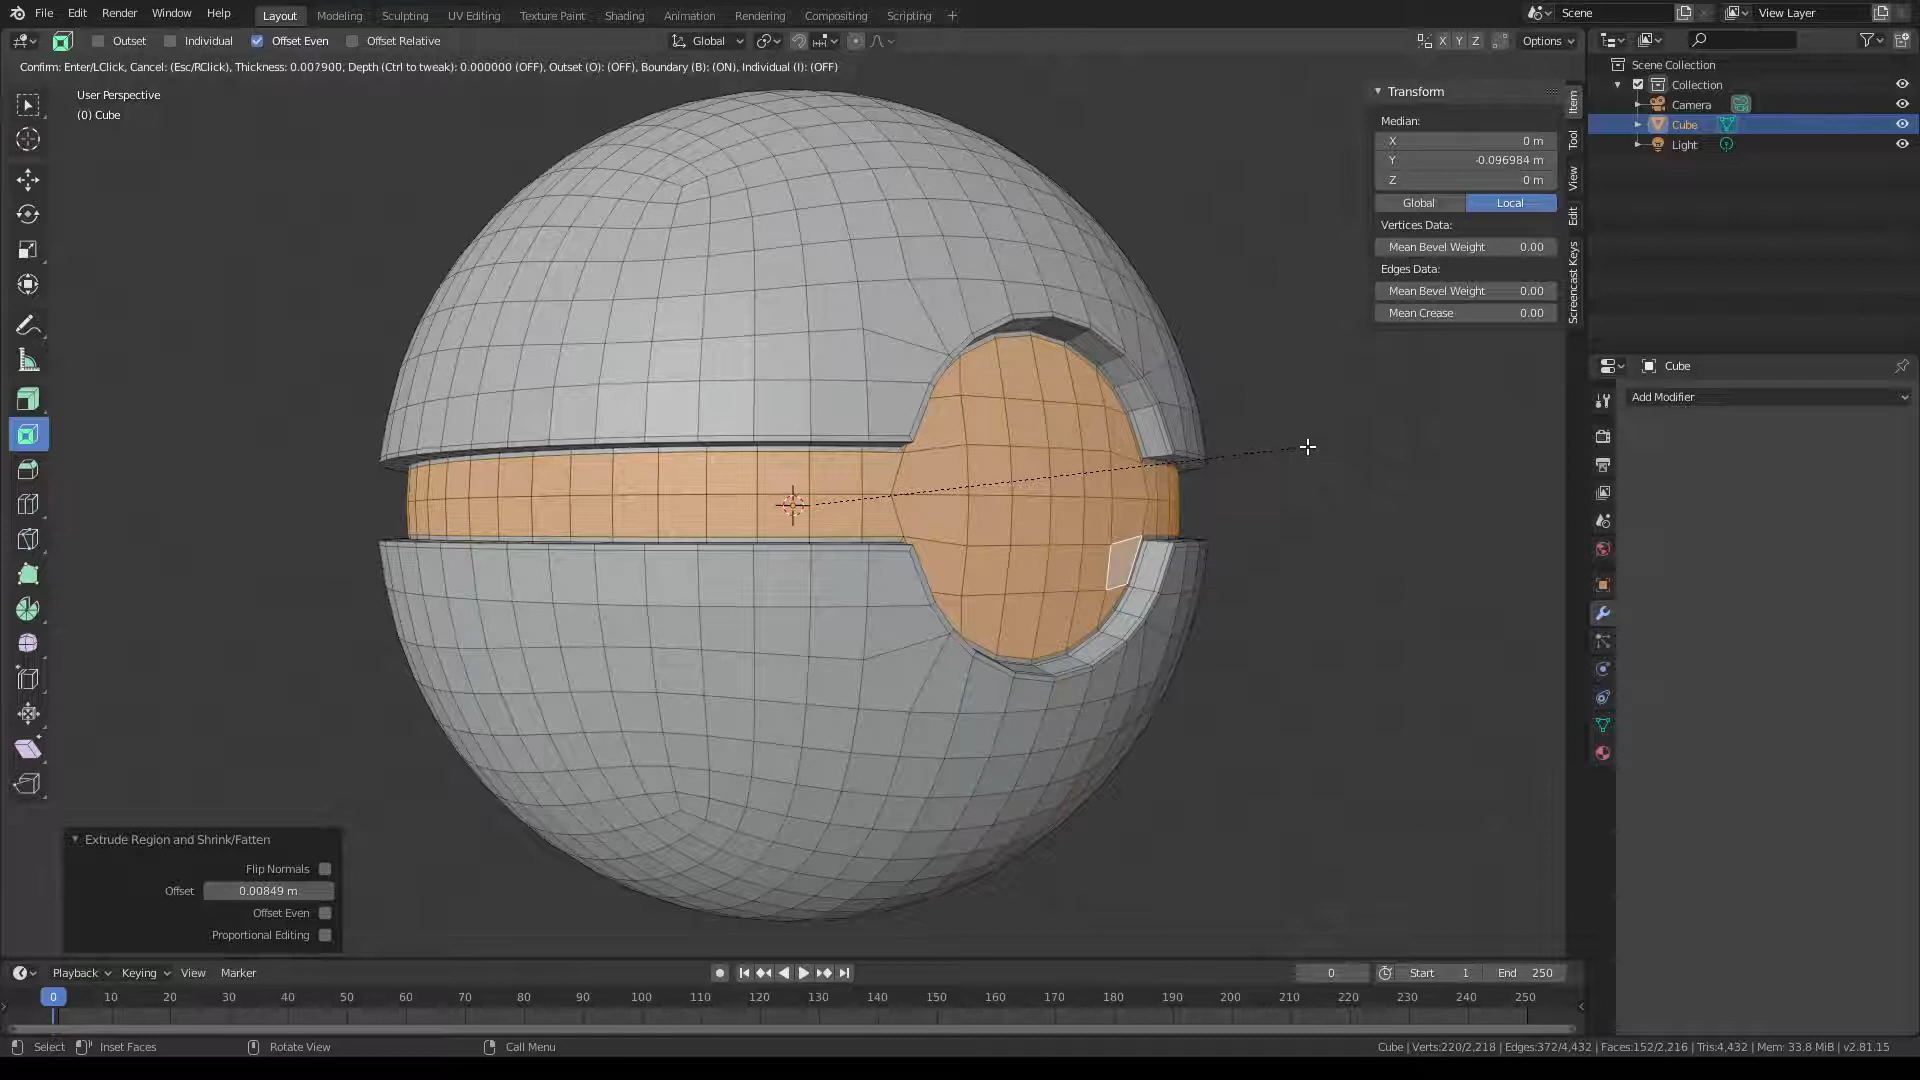 File Edit Render Window Help Layout Modeling Sculpting UV Editing Texture Paint Shading Animation Rendering Compositing Scripting + Scene View Layer
Outset Individual Offset Even Offset Relative Global X Y Z Options
Confirm: Enter/LClick, Cancel: (Esc/RClick), Thickness: 0.007900, Depth (Ctrl to tweak): 0.000000 (OFF), Outset (O): (OFF), Boundary (B): (ON), Individual (I): (OFF)
User Perspective
(0) Cube
Transform
Median:
X 0 m
Y -0.096984 m
Z 0 m
Global Local
Vertices Data:
Mean Bevel Weight 0.00
Edges Data:
Mean Bevel Weight 0.00
Mean Crease 0.00
Item
Tool
View
Edit
Screencast Keys
Scene Collection
Collection
Camera
Cube
Light
Cube
Add Modifier
Extrude Region and Shrink/Fatten
Flip Normals
Offset 0.00849 m
Offset Even
Proportional Editing
Playback Keying View Marker 0 Start 1 End 250
0 10 20 30 40 50 60 70 80 90 100 110 120 130 140 150 160 170 180 190 200 210 220 230 240 250
Select Inset Faces Rotate View Call Menu Cube | Verts:220/2,218 | Edges:372/4,432 | Faces:152/2,216 | Tris:4,432 | Mem: 33.8 MiB | v2.81.15